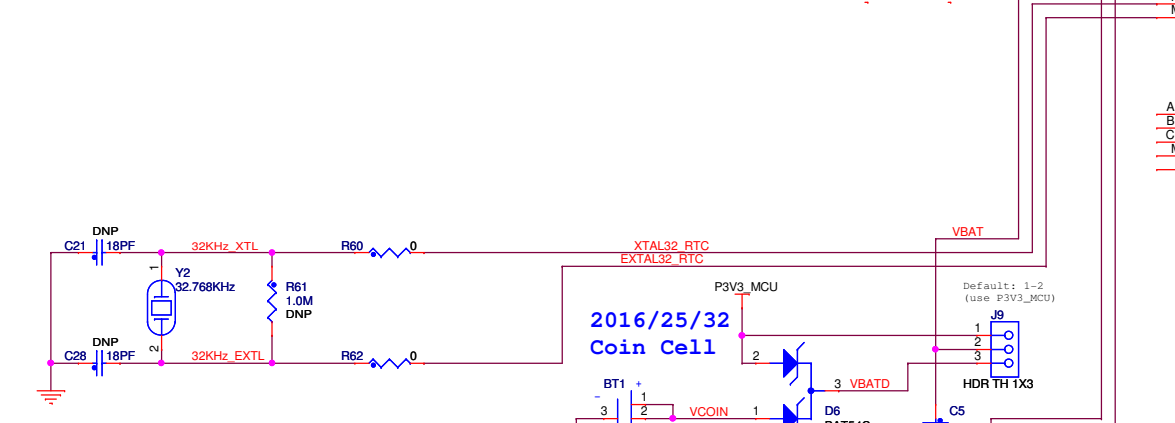 DNP
C21
18PF
32KHz_XTL
R60
0
XTAL32_RTC
EXTAL32_RTC
VBAT
1
Y2
32.768KHz
R61
1.0M
DNP
2
DNP
C28
18PF
32KHz_EXTL
R62
0
P3V3_MCU
Default: 1-2
(use P3V3_MCU)
J9
1
2
3
HDR TH 1X3
2016/25/32
Coin Cell
2
3
VBATD
BT1
+
-
3
1
2
VCOIN
1
D6
C5
A
B
C